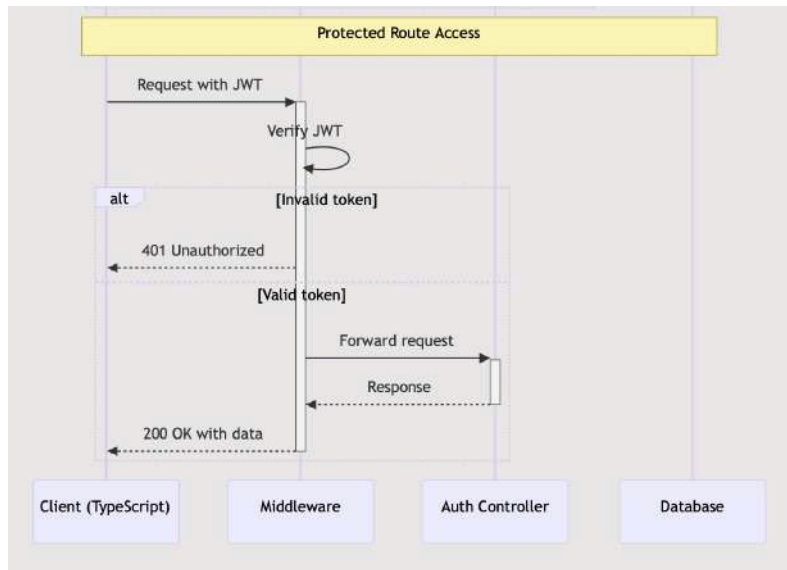 Protected Route Access
Request with JWT
Verify JWT
alt
[Invalid token]
401 Unauthorized
[Valid token]
Forward request
Response
200 OK with data
Client (TypeScript)
Middleware
Auth Controller
Database